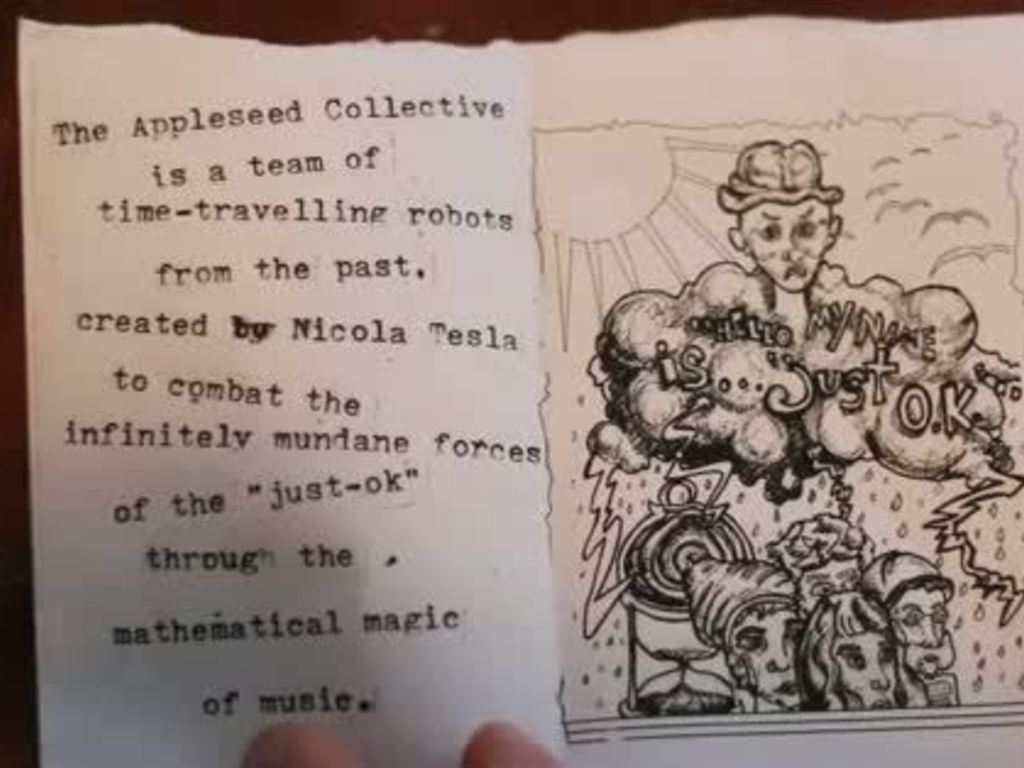 The Appleseed Collective
is a team of
time-travelling robots
from the past,
created by Nicola Tesla
to combat the
infinitely mundane forces
of the "just-ok"
through the
mathematical magic
of music.
HELLO MY NAME
is... "just
O.K."